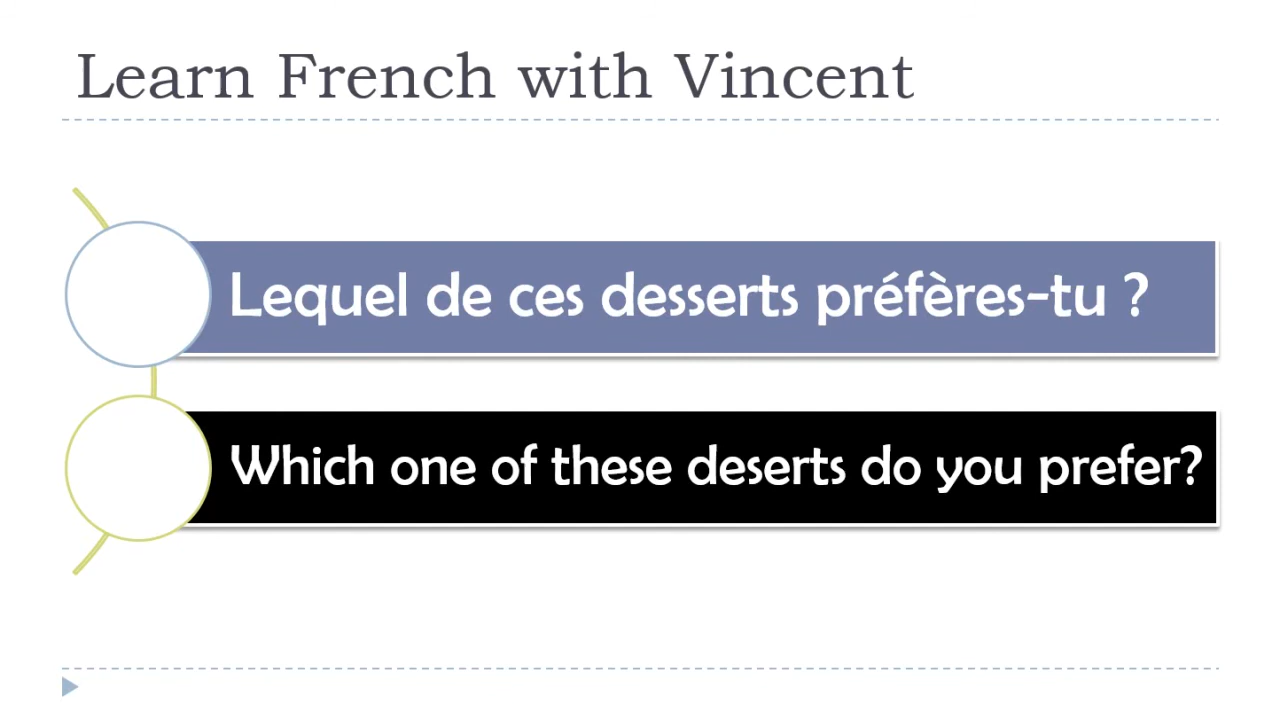 Learn French with Vincent
Lequel de ces desserts préfères-tu ?
Which one of these deserts do you prefer?